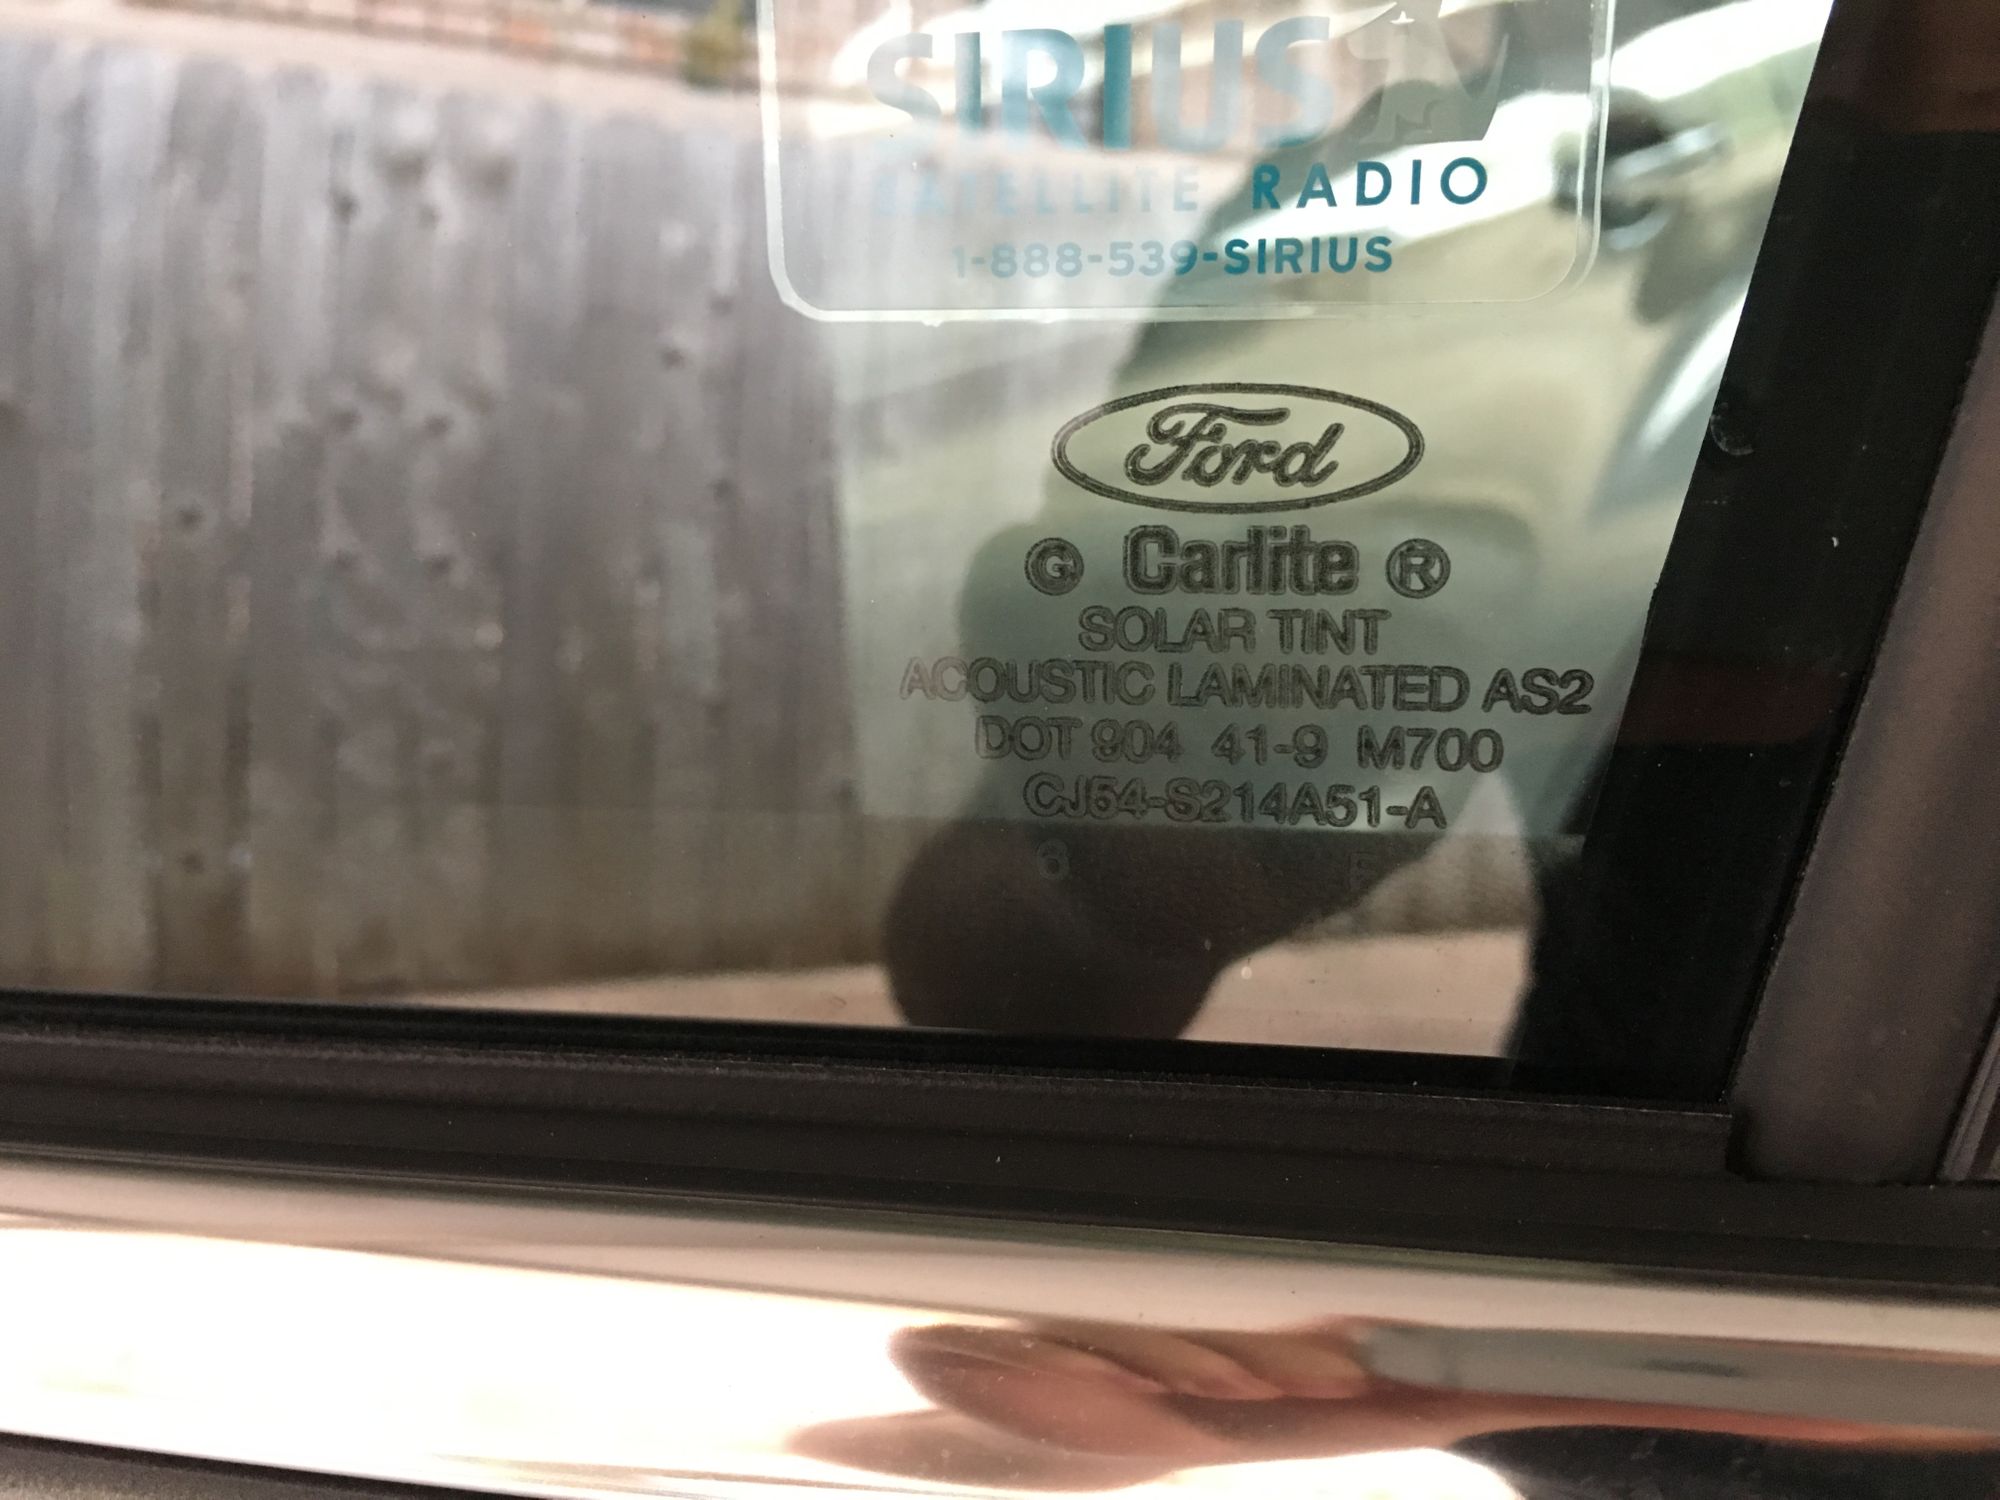 SIRIUS
SATELLITE RADIO
1-888-539-SIRIUS
Ford
G Carlite ®
SOLAR TINT
ACOUSTIC LAMINATED AS2
DOT 904 41-9 M700
CJ54-S214A51-A